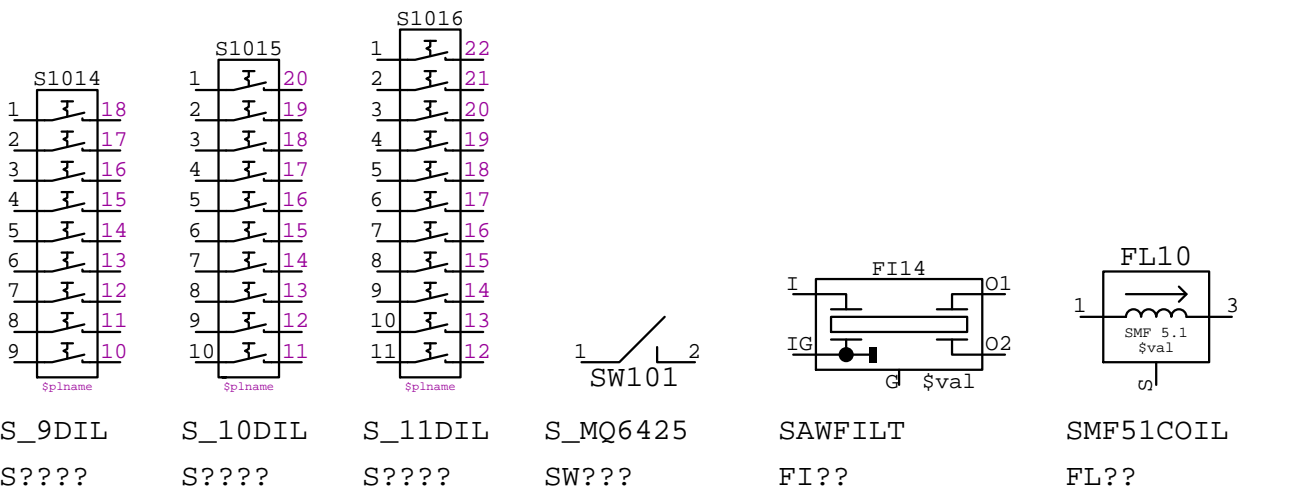 S1014
1 18
2 17
3 16
4 15
5 14
6 13
7 12
8 11
9 10
$plname
S_9DIL
S????
S1015
1 20
2 19
3 18
4 17
5 16
6 15
7 14
8 13
9 12
10 11
$plname
S_10DIL
S????
S1016
1 22
2 21
3 20
4 19
5 18
6 17
7 16
8 15
9 14
10 13
11 12
$plname
S_11DIL
S????
1 2
SW101
S_MQ6425
SW???
FI14
I O1
IG O2
G $val
SAWFILT
FI??
FL10
1 3
SMF 5.1
$val
S
SMF51COIL
FL??